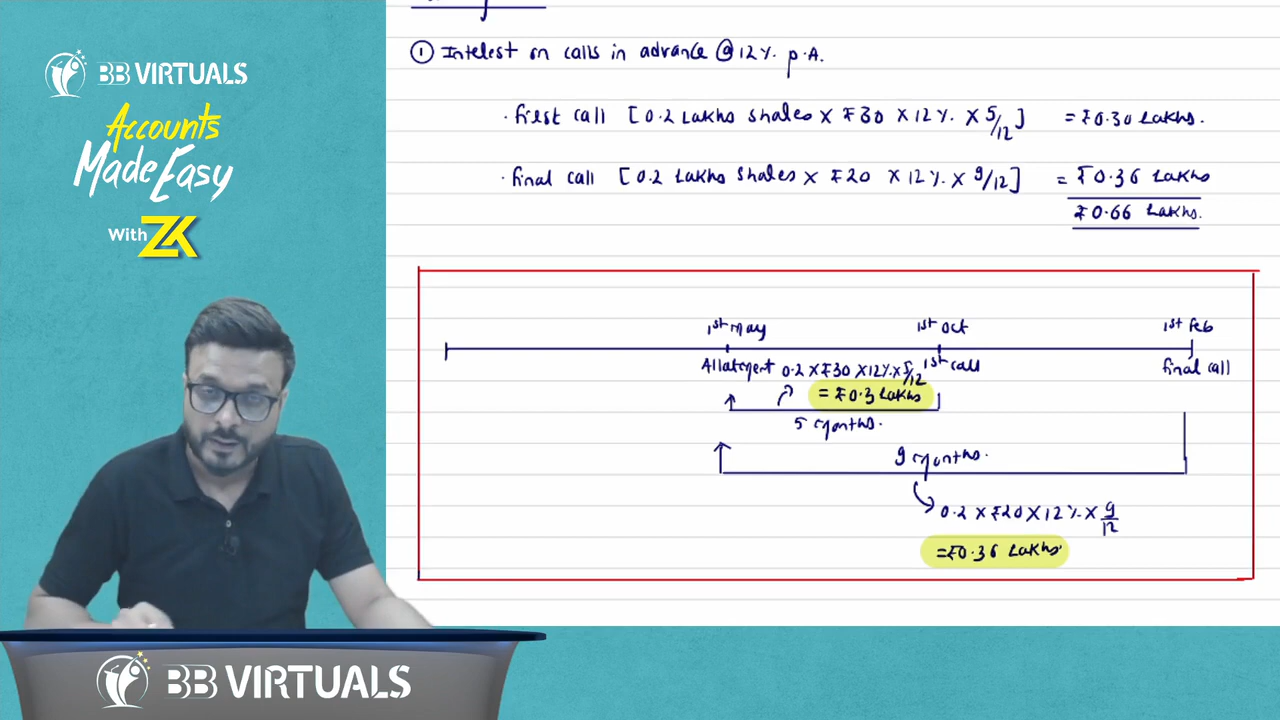 BB VIRTUALS
Accounts
Made Easy
With ZK
① Interest on calls in advance @ 12% p.A.
· First call [0.2 Lakhs shares × ₹30 × 12% × 5/12] = ₹0.30 Lakhs.
· Final call [0.2 Lakhs shares × ₹20 × 12% × 9/12] = ₹0.36 Lakhs
₹0.66 Lakhs.
1st May 1st Oct 1st Feb
Allotment 0.2 × ₹30 × 12% × 5/12 1st call final call
= ₹0.3 Lakhs
5 months.
9 months.
0.2 × ₹20 × 12% × 9/12
= ₹0.36 Lakhs
BB VIRTUALS